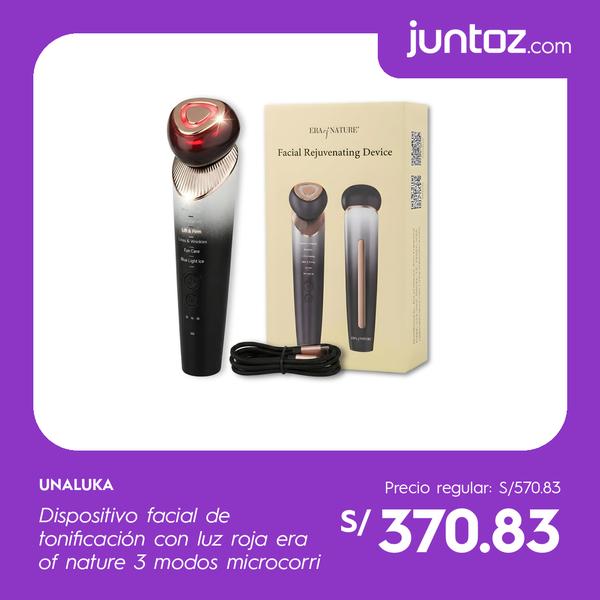 juntoz.com
ERA of NATURE
Facial Rejuvenating Device
Lift & Firm
Lines & Wrinkles
Eye Care
Blue Light Ice
UNALUKA
Dispositivo facial de
tonificación con luz roja era
of nature 3 modos microcorri
Precio regular: S/570.83
S/ 370.83